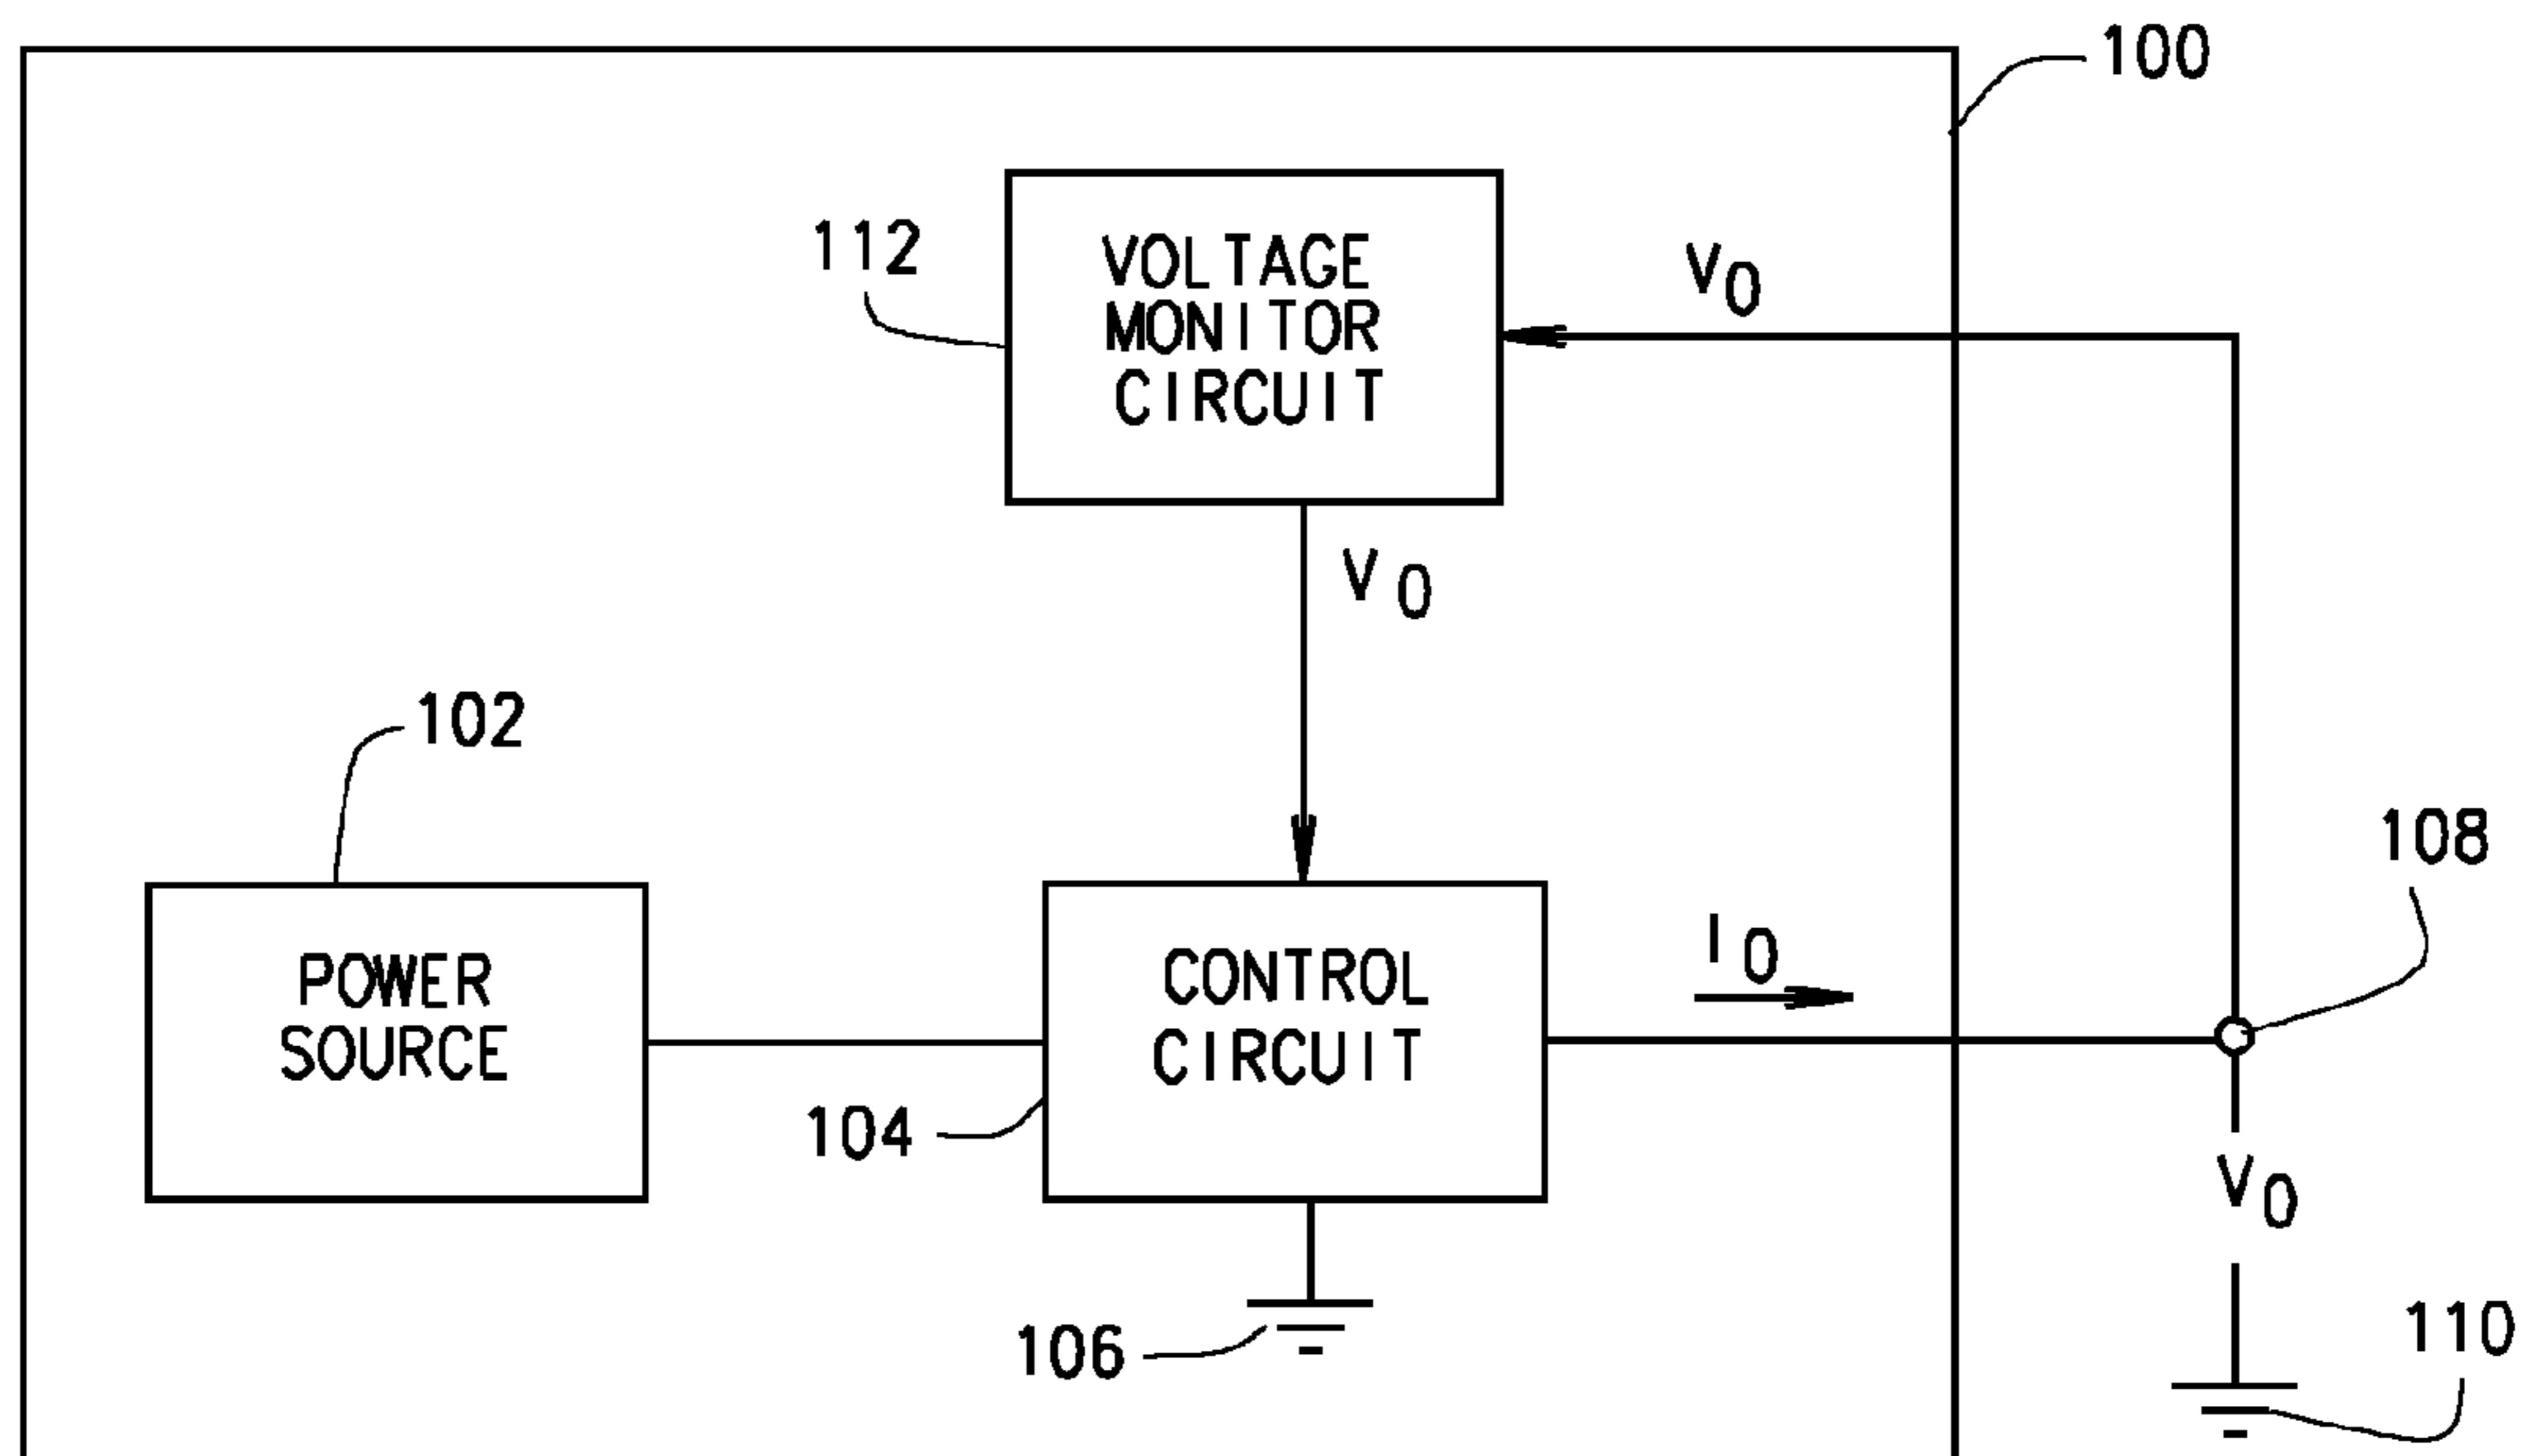 100
112
VOLTAGE
MONITOR
CIRCUIT
V0
V0
102
108
POWER
SOURCE
CONTROL
CIRCUIT
I0
104
V0
106
110